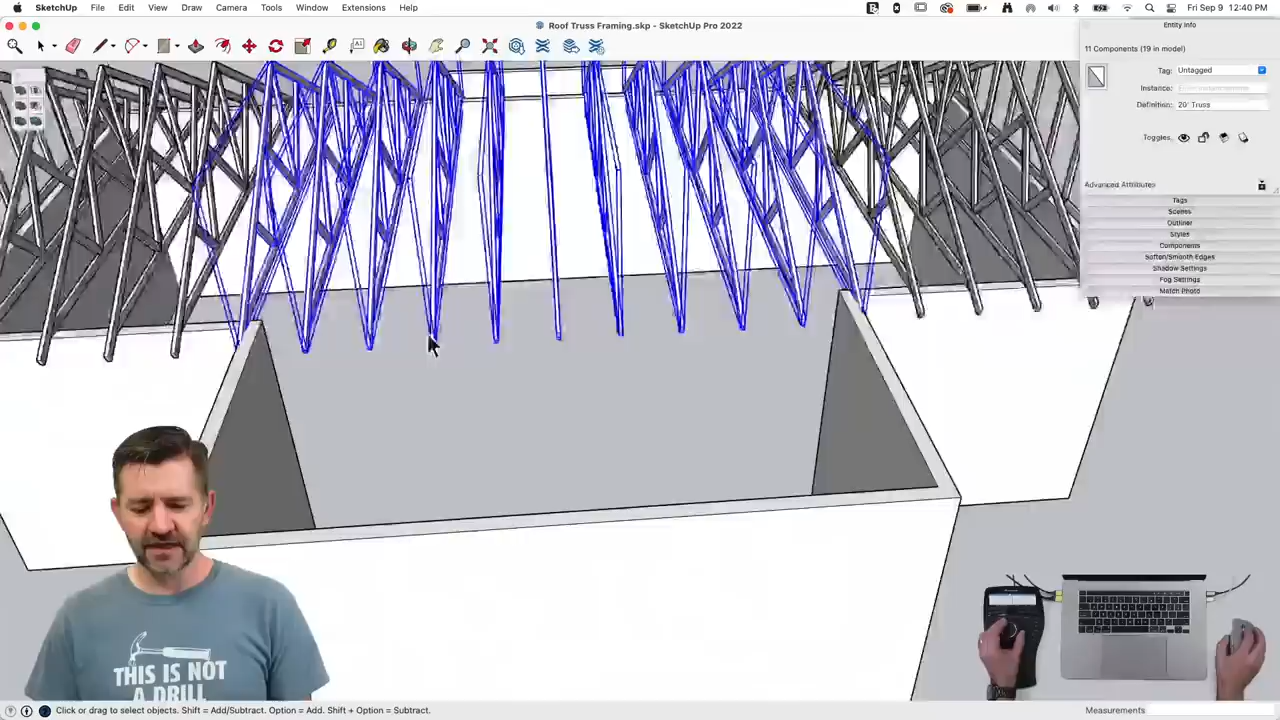 SketchUp File Edit View Draw Camera Tools Window Extensions Help
Fri Sep 9 12:40 PM
Roof Truss Framing.skp - SketchUp Pro 2022
Entity Info
11 Components (19 in model)
Tag: Untagged
Instance:
Definition: 20' Truss
Toggles:
Advanced Attributes
Tags
Scenes
Outliner
Styles
Components
Soften/Smooth Edges
Shadow Settings
Fog Settings
Match Photo
THIS IS NOT
A DRILL
Click or drag to select objects. Shift = Add/Subtract. Option = Add. Shift + Option = Subtract.
Measurements